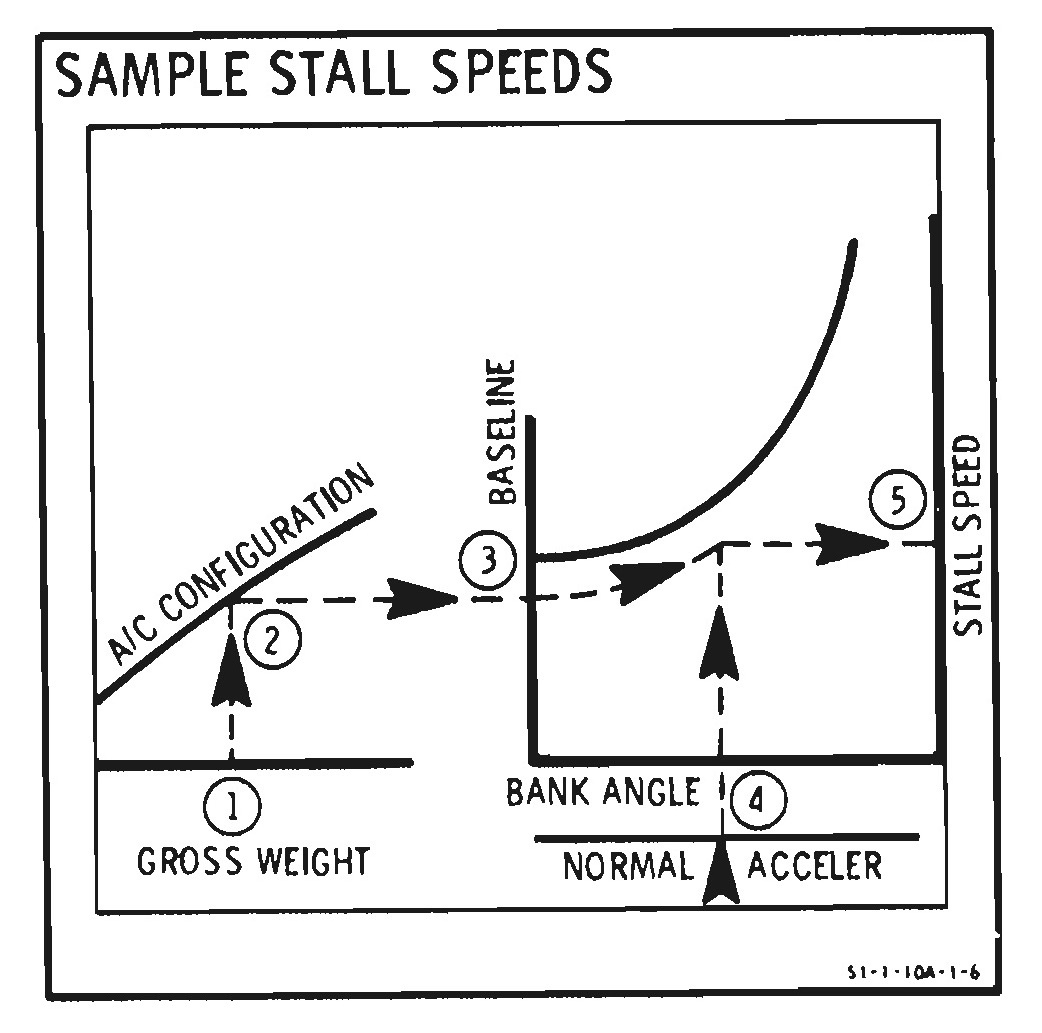 SAMPLE STALL SPEEDS
BASELINE
A/C CONFIGURATION
5
3
STALL SPEED
2
1
BANK ANGLE
4
GROSS WEIGHT
NORMAL ACCELER
S1-1-10A-1-6